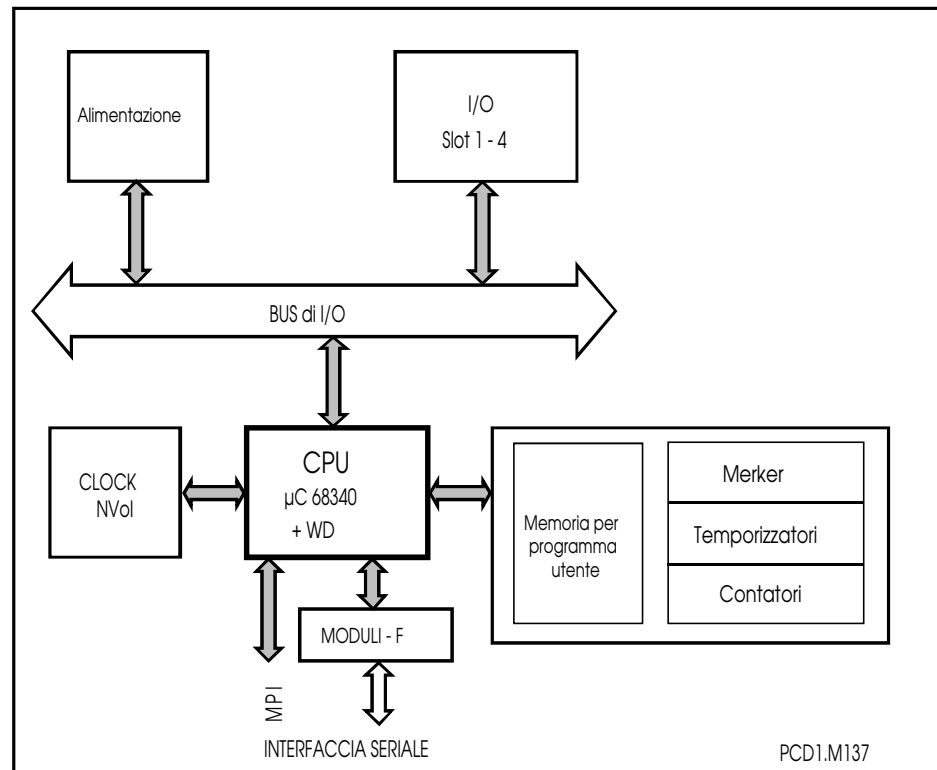 Alimentazione
I/O
Slot 1 - 4
BUS di I/O
CLOCK
NVol
CPU
µC 68340
+ WD
Memoria per
programma
utente
Merker
Temporizzatori
Contatori
MODULI - F
MPI
INTERFACCIA SERIALE
PCD1.M137